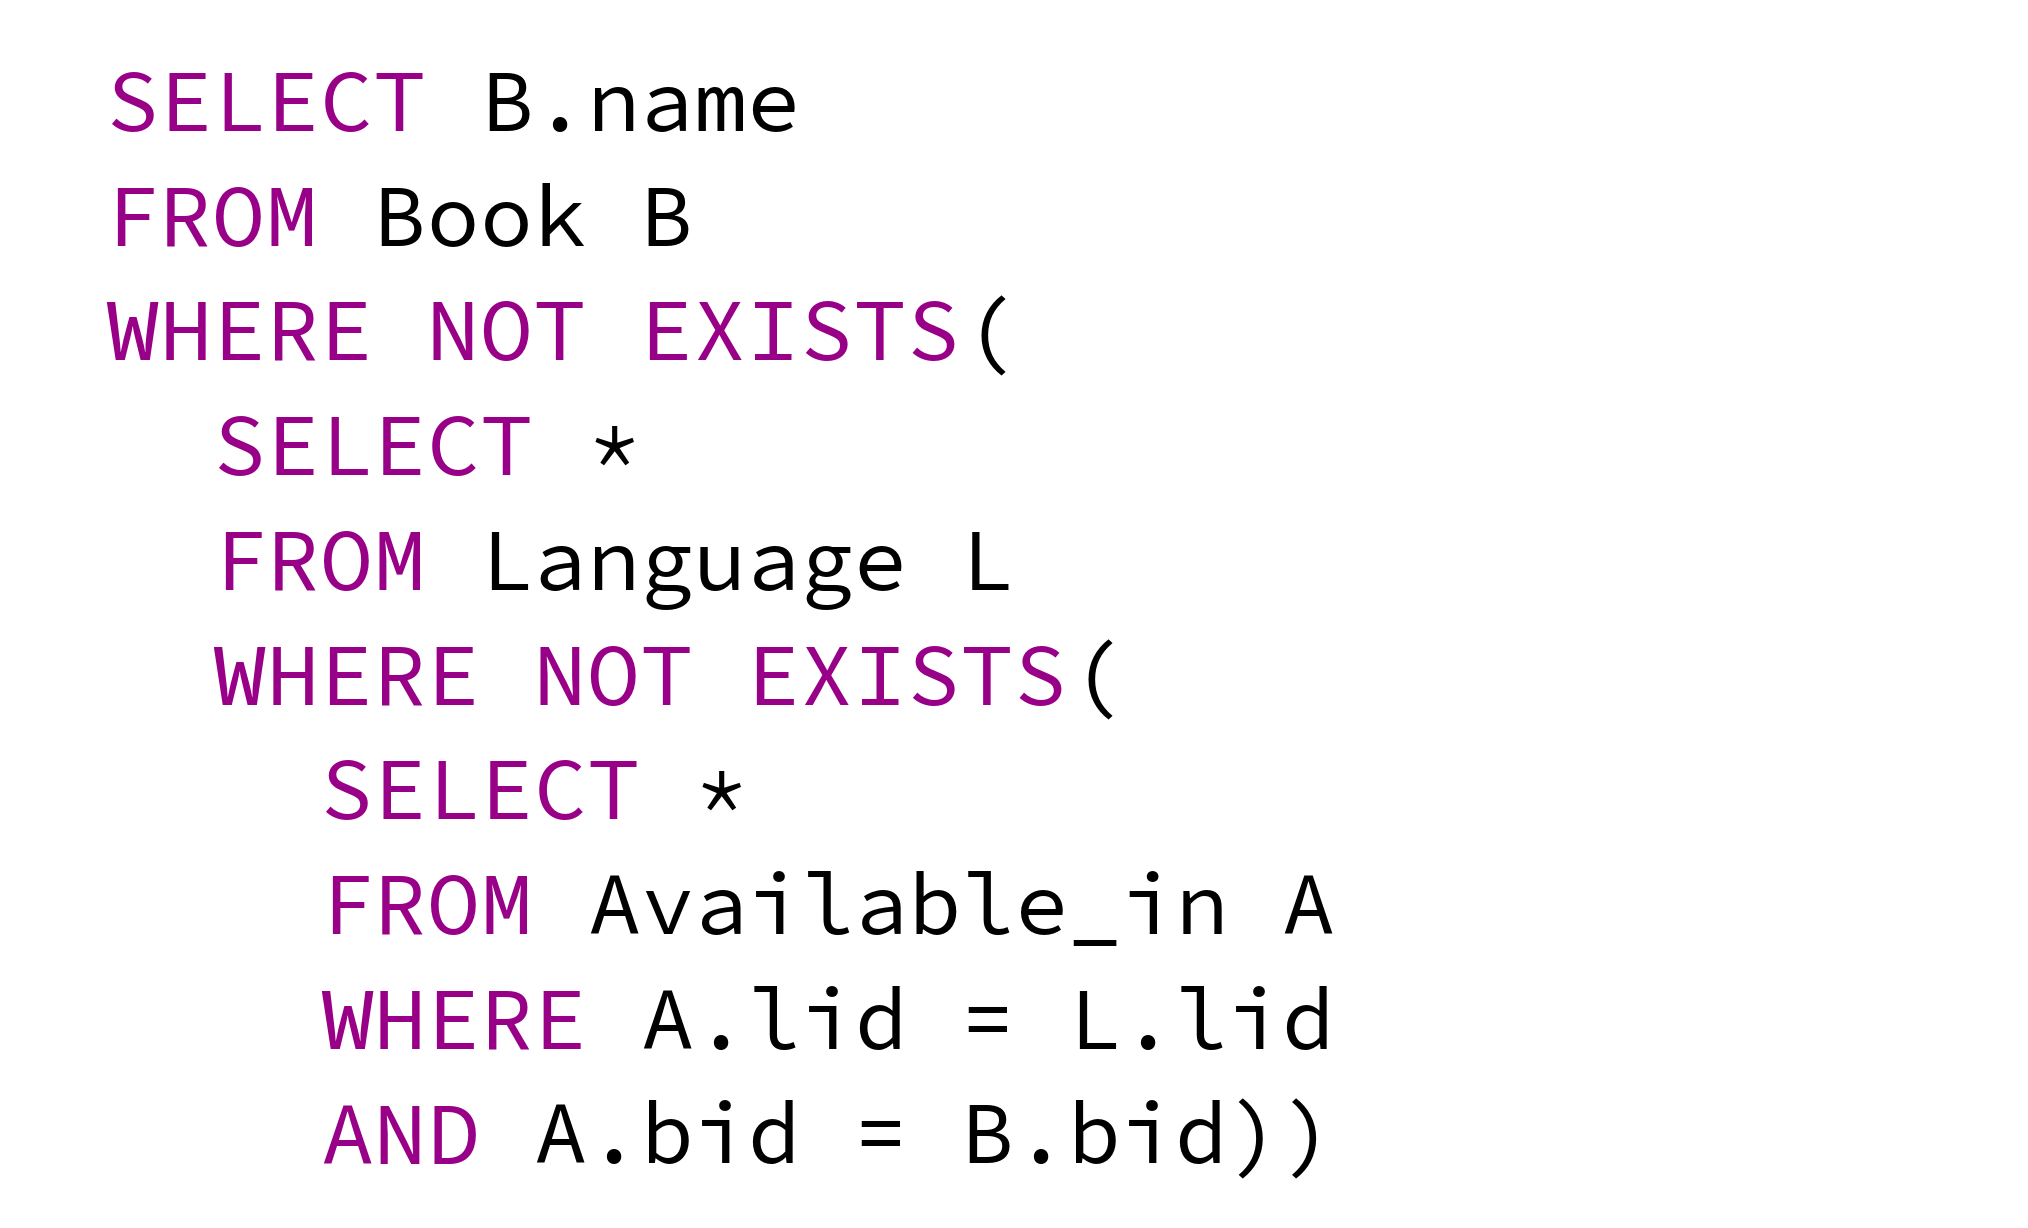 SELECT B.name
FROM Book B
WHERE NOT EXISTS(
SELECT *
FROM Language L
WHERE NOT EXISTS(
SELECT *
FROM Available_in A
WHERE A.lid = L.lid
AND A.bid = B.bid))